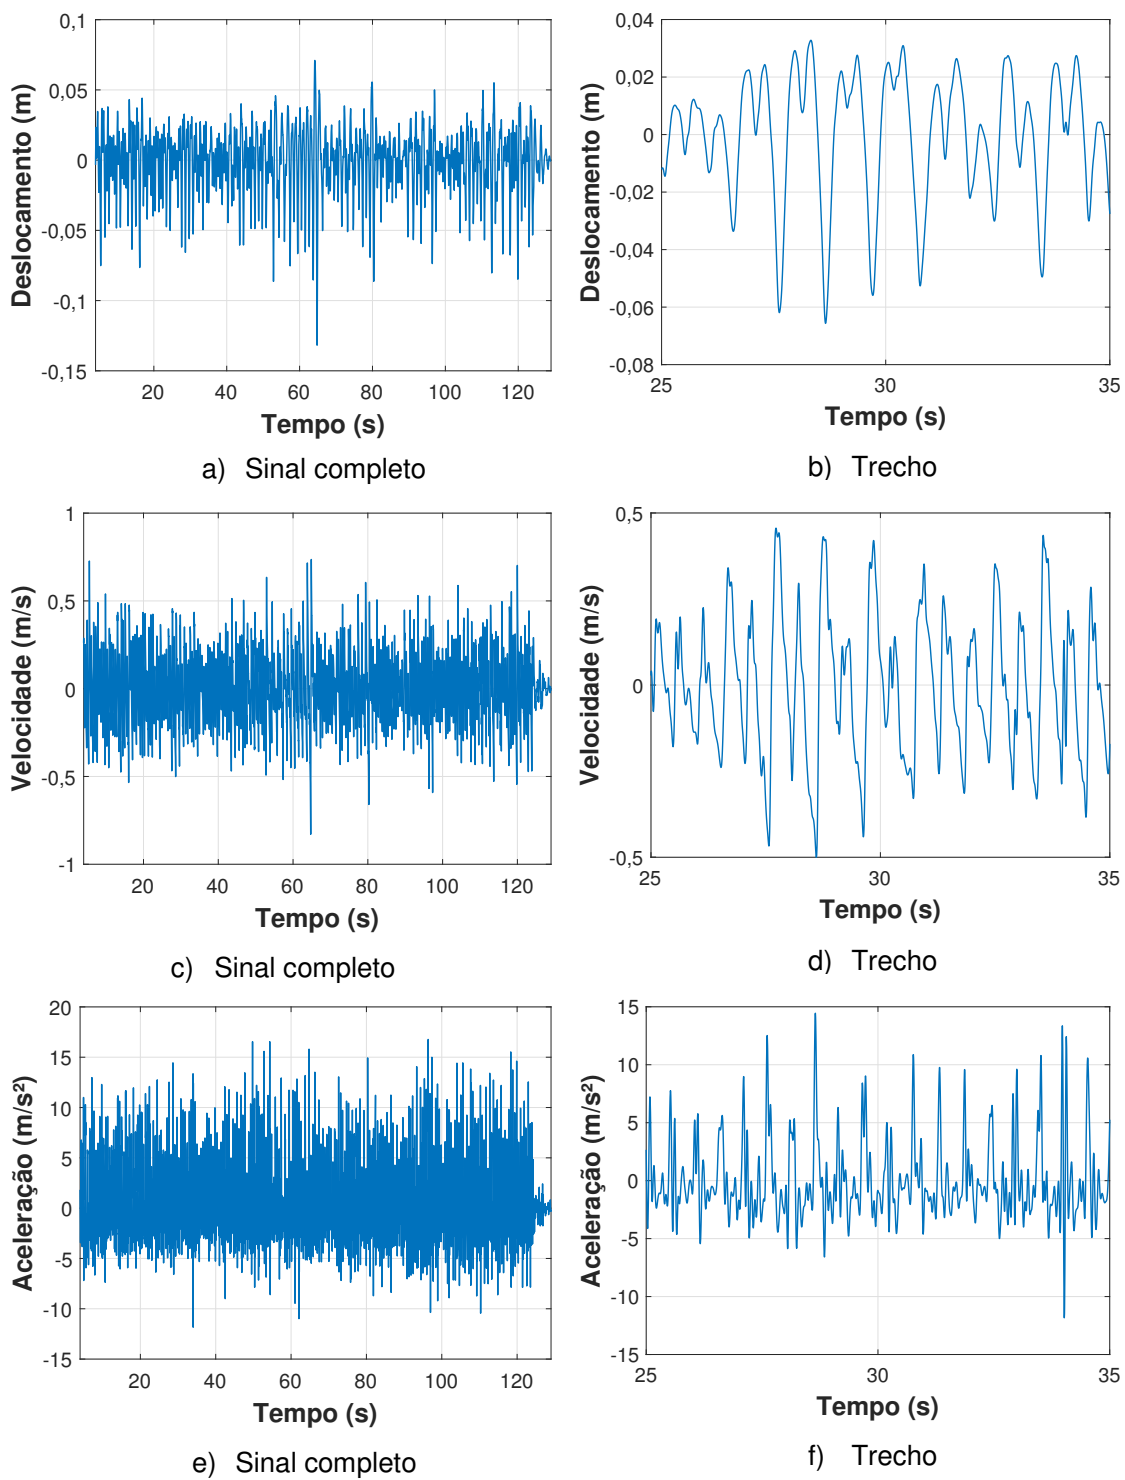 0,1
0,05
0
-0,05
-0,1
-0,15
20 40 60 80 100 120
Deslocamento (m)
Tempo (s)
a) Sinal completo
0,04
0,02
0
-0,02
-0,04
-0,06
-0,08
25 30 35
Deslocamento (m)
Tempo (s)
b) Trecho
1
0,5
0
-0,5
-1
20 40 60 80 100 120
Velocidade (m/s)
Tempo (s)
c) Sinal completo
0,5
0
-0,5
25 30 35
Velocidade (m/s)
Tempo (s)
d) Trecho
20
15
10
5
0
-5
-10
-15
20 40 60 80 100 120
Aceleração (m/s²)
Tempo (s)
e) Sinal completo
15
10
5
0
-5
-10
-15
25 30 35
Aceleração (m/s²)
Tempo (s)
f) Trecho